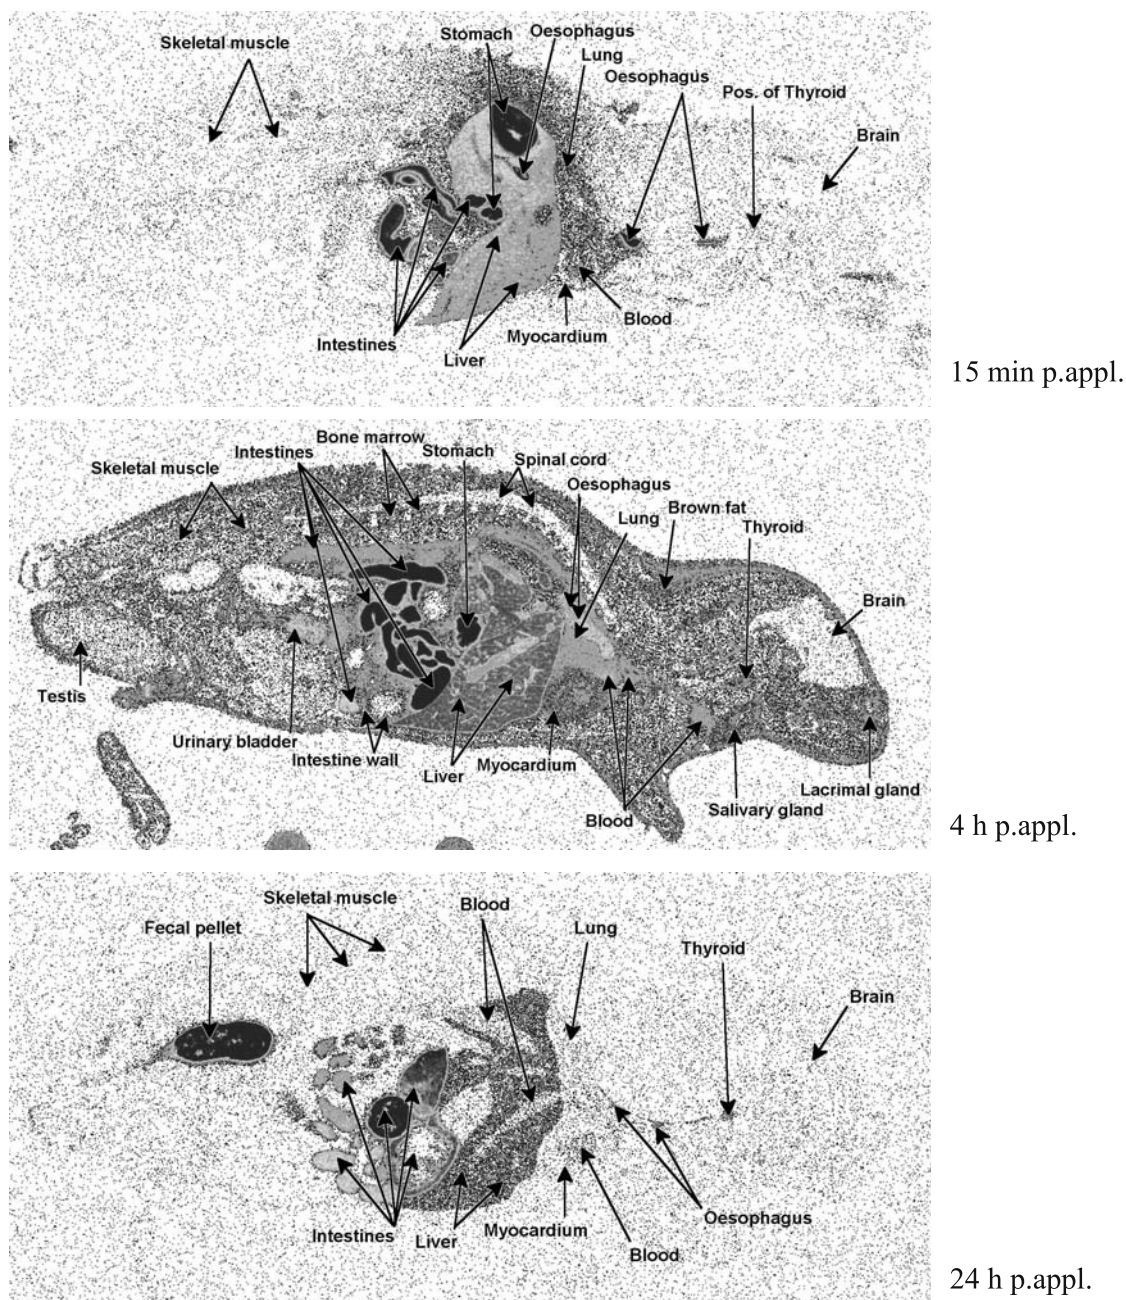 Skeletal muscle
Stomach
Oesophagus
Lung
Oesophagus
Pos. of Thyroid
Brain
Intestines
Liver
Myocardium
Blood
15 min p.appl.
Skeletal muscle
Intestines
Bone marrow
Stomach
Spinal cord
Oesophagus
Lung
Brown fat
Thyroid
Brain
Testis
Urinary bladder
Intestine wall
Liver
Myocardium
Blood
Salivary gland
Lacrimal gland
4 h p.appl.
Fecal pellet
Skeletal muscle
Blood
Lung
Thyroid
Brain
Intestines
Liver
Myocardium
Blood
Oesophagus
24 h p.appl.